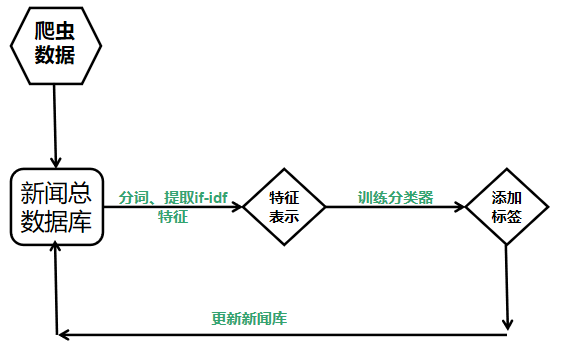 爬虫
数据
新闻总
数据库
分词、提取if-idf
特征
特征
表示
训练分类器
添加
标签
更新新闻库